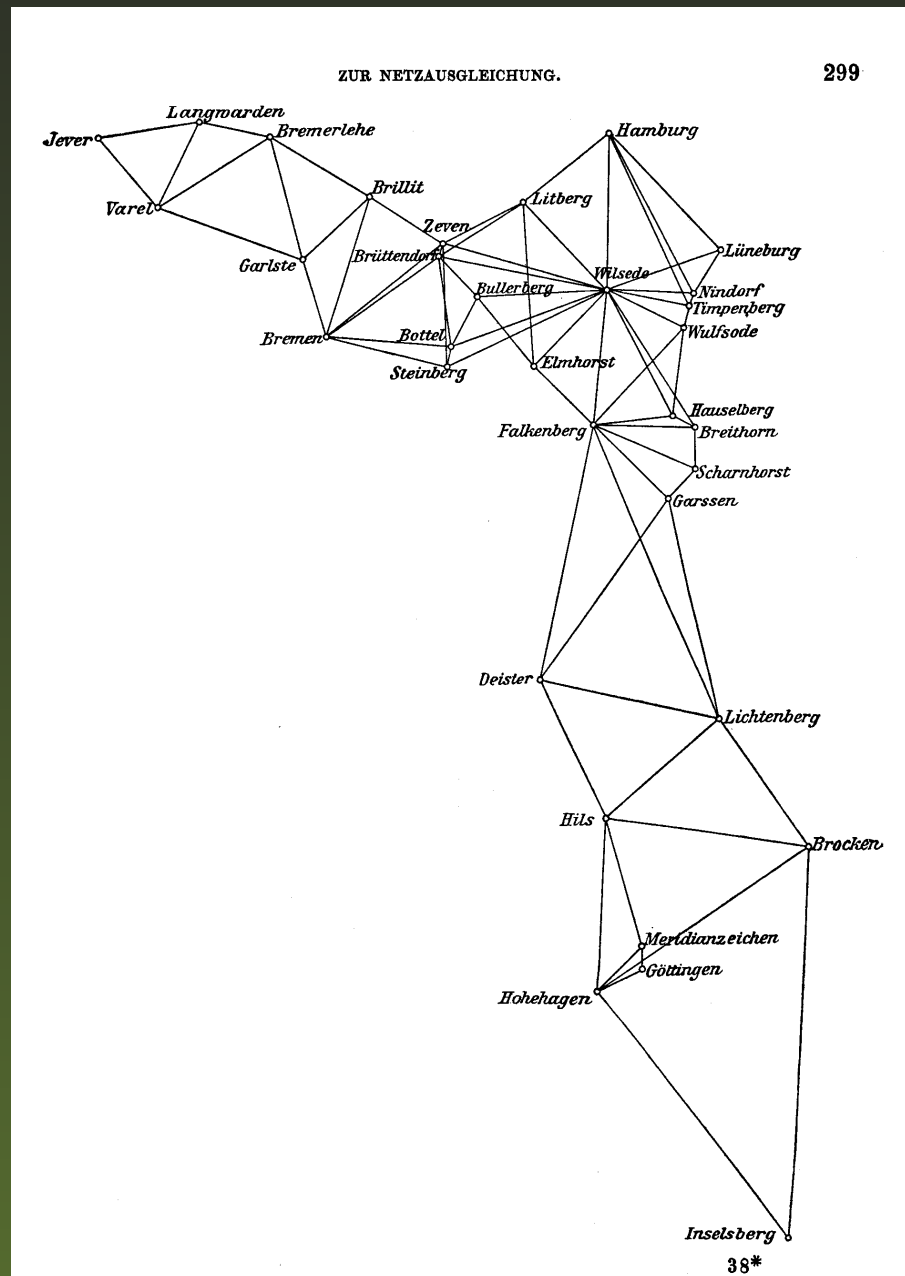 ZUR NETZAUSGLEICHUNG. 299
Langwarden
Jever
Bremerlehe
Hamburg
Brillit
Varel
Litberg
Zeven
Garlste
Brüttendorf
Lüneburg
Wilsede
Bullerberg
Nindorf
Timpenberg
Bremen
Bottel
Wulfsode
Steinberg
Elmhorst
Hauselberg
Falkenberg
Breithorn
Scharnhorst
Garssen
Deister
Lichtenberg
Hils
Brocken
Meridianzeichen
Göttingen
Hohehagen
Inselsberg
38*